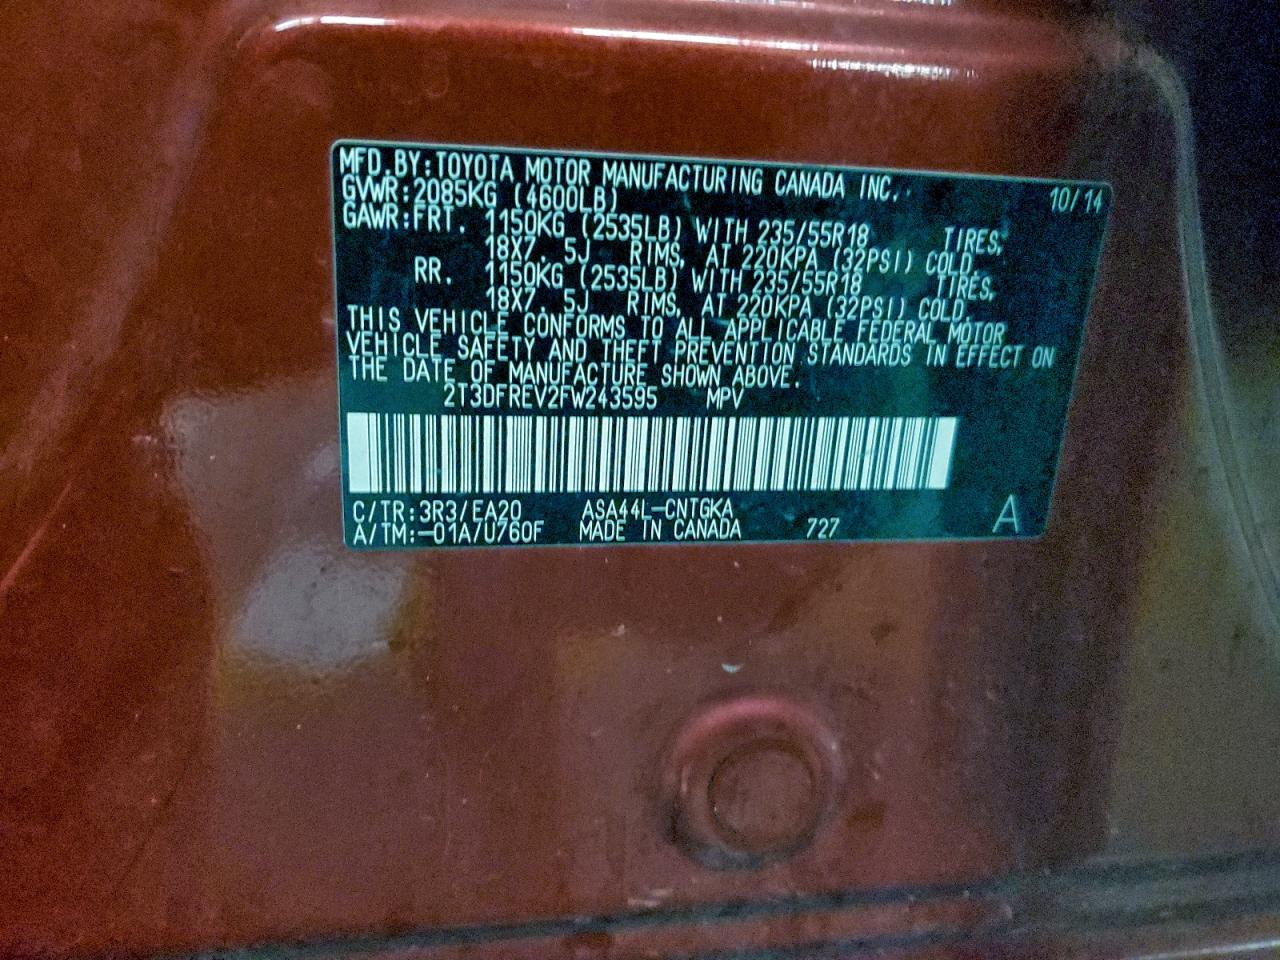 MFD. BY: TOYOTA MOTOR MANUFACTURING CANADA INC. 10/14
GVWR: 2085KG (4600LB)
GAWR: FRT. 1150KG (2535LB) WITH 235/55R18 TIRES,
18X7.5J RIMS, AT 220KPA (32PSI) COLD.
RR. 1150KG (2535LB) WITH 235/55R18 TIRES,
18X7.5J RIMS, AT 220KPA (32PSI) COLD.
THIS VEHICLE CONFORMS TO ALL APPLICABLE FEDERAL MOTOR
VEHICLE SAFETY AND THEFT PREVENTION STANDARDS IN EFFECT ON
THE DATE OF MANUFACTURE SHOWN ABOVE.
2T3DFREV2FW243595 MPV
C/TR: 3R3/EA20 ASA44L-CNTGKA
A/TM: -01A/U760F MADE IN CANADA 727 A